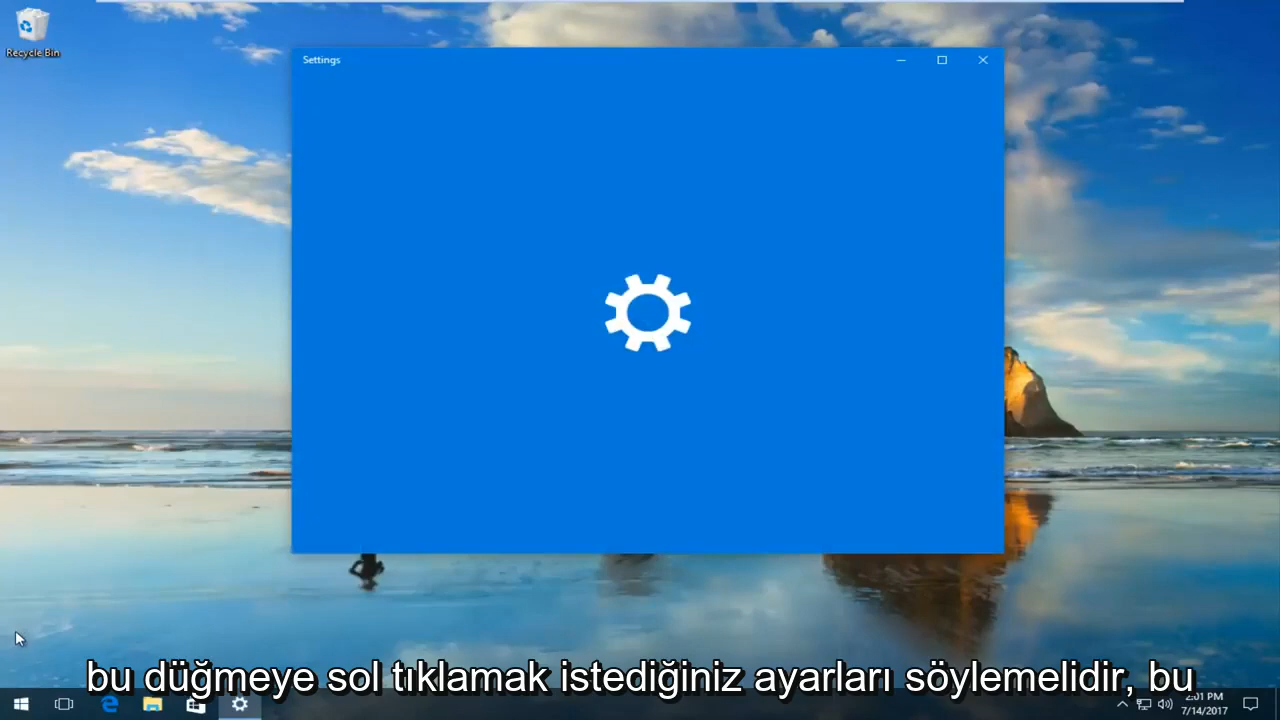 Recycle Bin
Settings
bu düğmeye sol tıklamak istediğiniz ayarları söylemelidir, bu
2:01 PM
7/14/2017